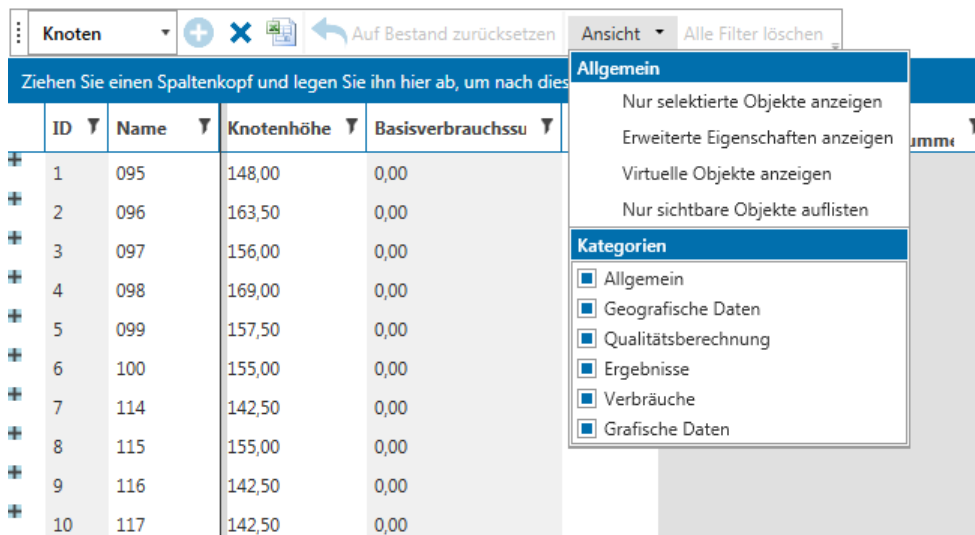 Knoten Auf Bestand zurücksetzen Ansicht Alle Filter löschen
Ziehen Sie einen Spaltenkopf und legen Sie ihn hier ab, um nach dies
ID Name Knotenhöhe Basisverbrauchssu
1 095 148,00 0,00
2 096 163,50 0,00
3 097 156,00 0,00
4 098 169,00 0,00
5 099 157,50 0,00
6 100 155,00 0,00
7 114 142,50 0,00
8 115 155,00 0,00
9 116 142,50 0,00
10 117 142,50 0,00
Allgemein
Nur selektierte Objekte anzeigen
Erweiterte Eigenschaften anzeigen
Virtuelle Objekte anzeigen
Nur sichtbare Objekte auflisten
Kategorien
Allgemein
Geografische Daten
Qualitätsberechnung
Ergebnisse
Verbräuche
Grafische Daten